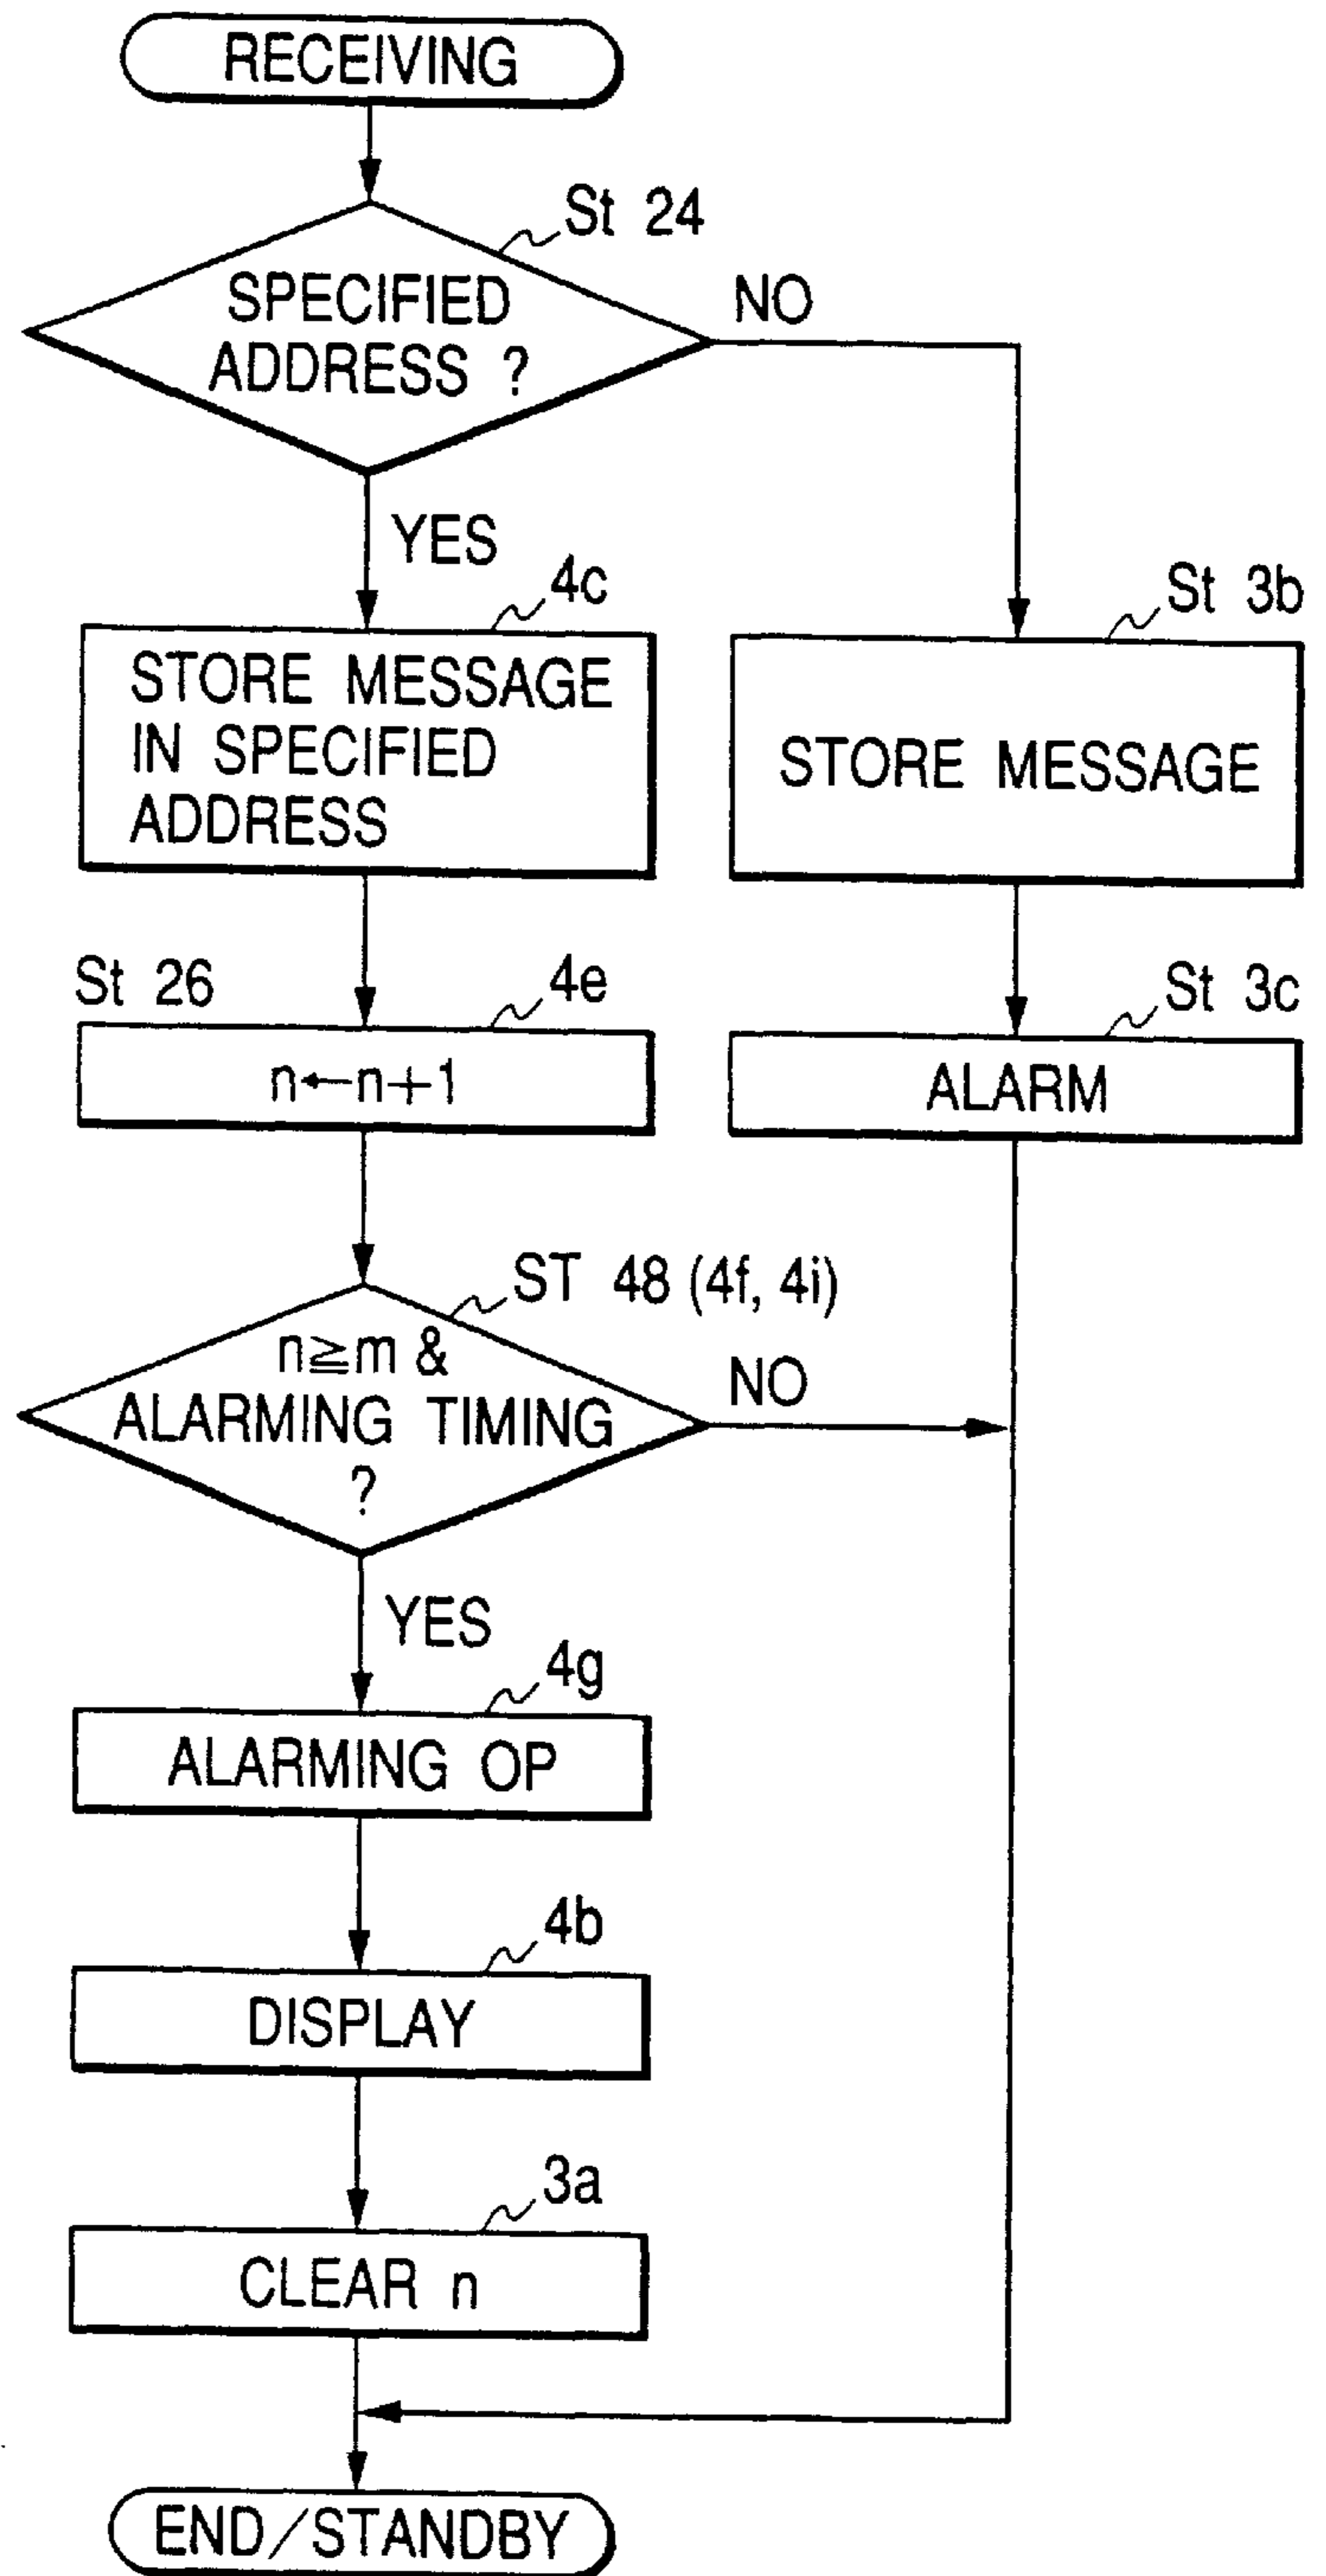 RECEIVING
St 24
SPECIFIED
ADDRESS ?
NO
YES
4c
STORE MESSAGE
IN SPECIFIED
ADDRESS
St 3b
STORE MESSAGE
St 26
4e
n←n+1
St 3c
ALARM
ST 48 (4f, 4i)
n≧m &
ALARMING TIMING
?
NO
YES
4g
ALARMING OP
4b
DISPLAY
3a
CLEAR n
END/STANDBY